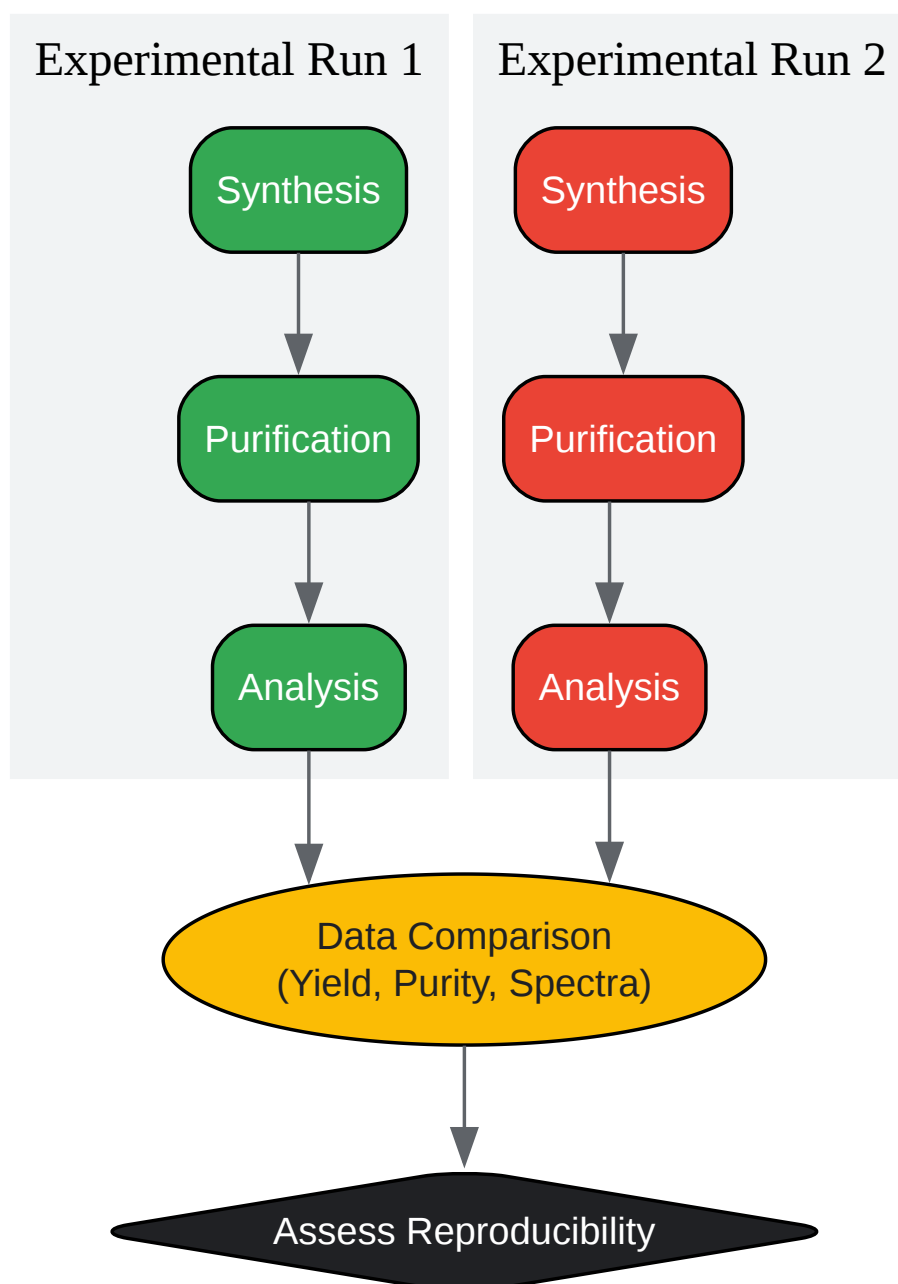 Experimental Run 1
Synthesis
Purification
Analysis
Experimental Run 2
Synthesis
Purification
Analysis
Data Comparison
(Yield, Purity, Spectra)
Assess Reproducibility